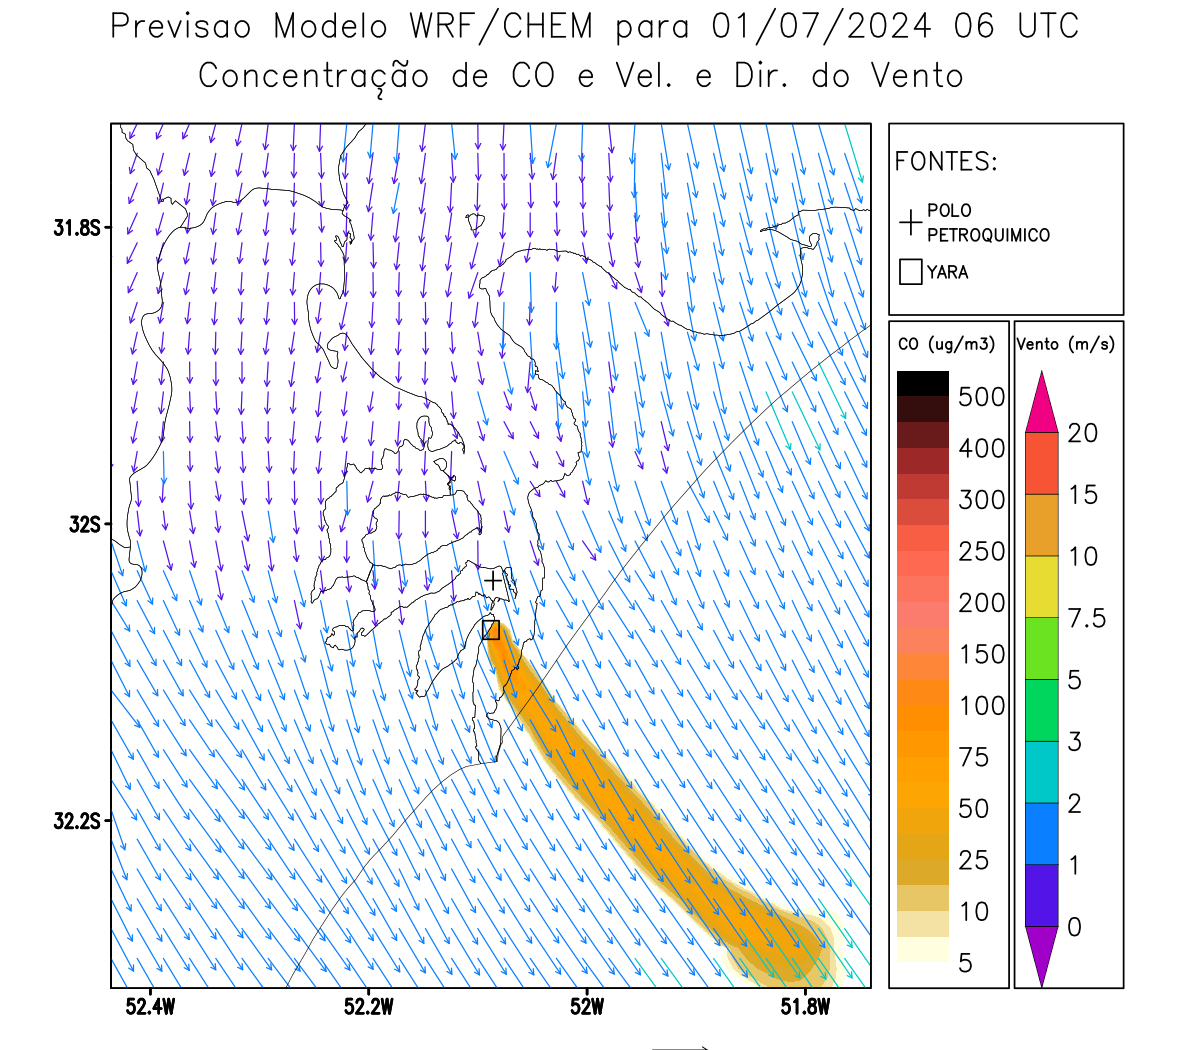 Previsao Modelo WRF/CHEM para 01/07/2024 06 UTC
Concentração de CO e Vel. e Dir. do Vento
FONTES:
POLO
PETROQUIMICO
YARA
CO (ug/m3)
500
400
300
250
200
150
100
75
50
25
10
5
Vento (m/s)
20
15
10
7.5
5
3
2
1
0
31.8S
32S
32.2S
52.4W
52.2W
52W
51.8W